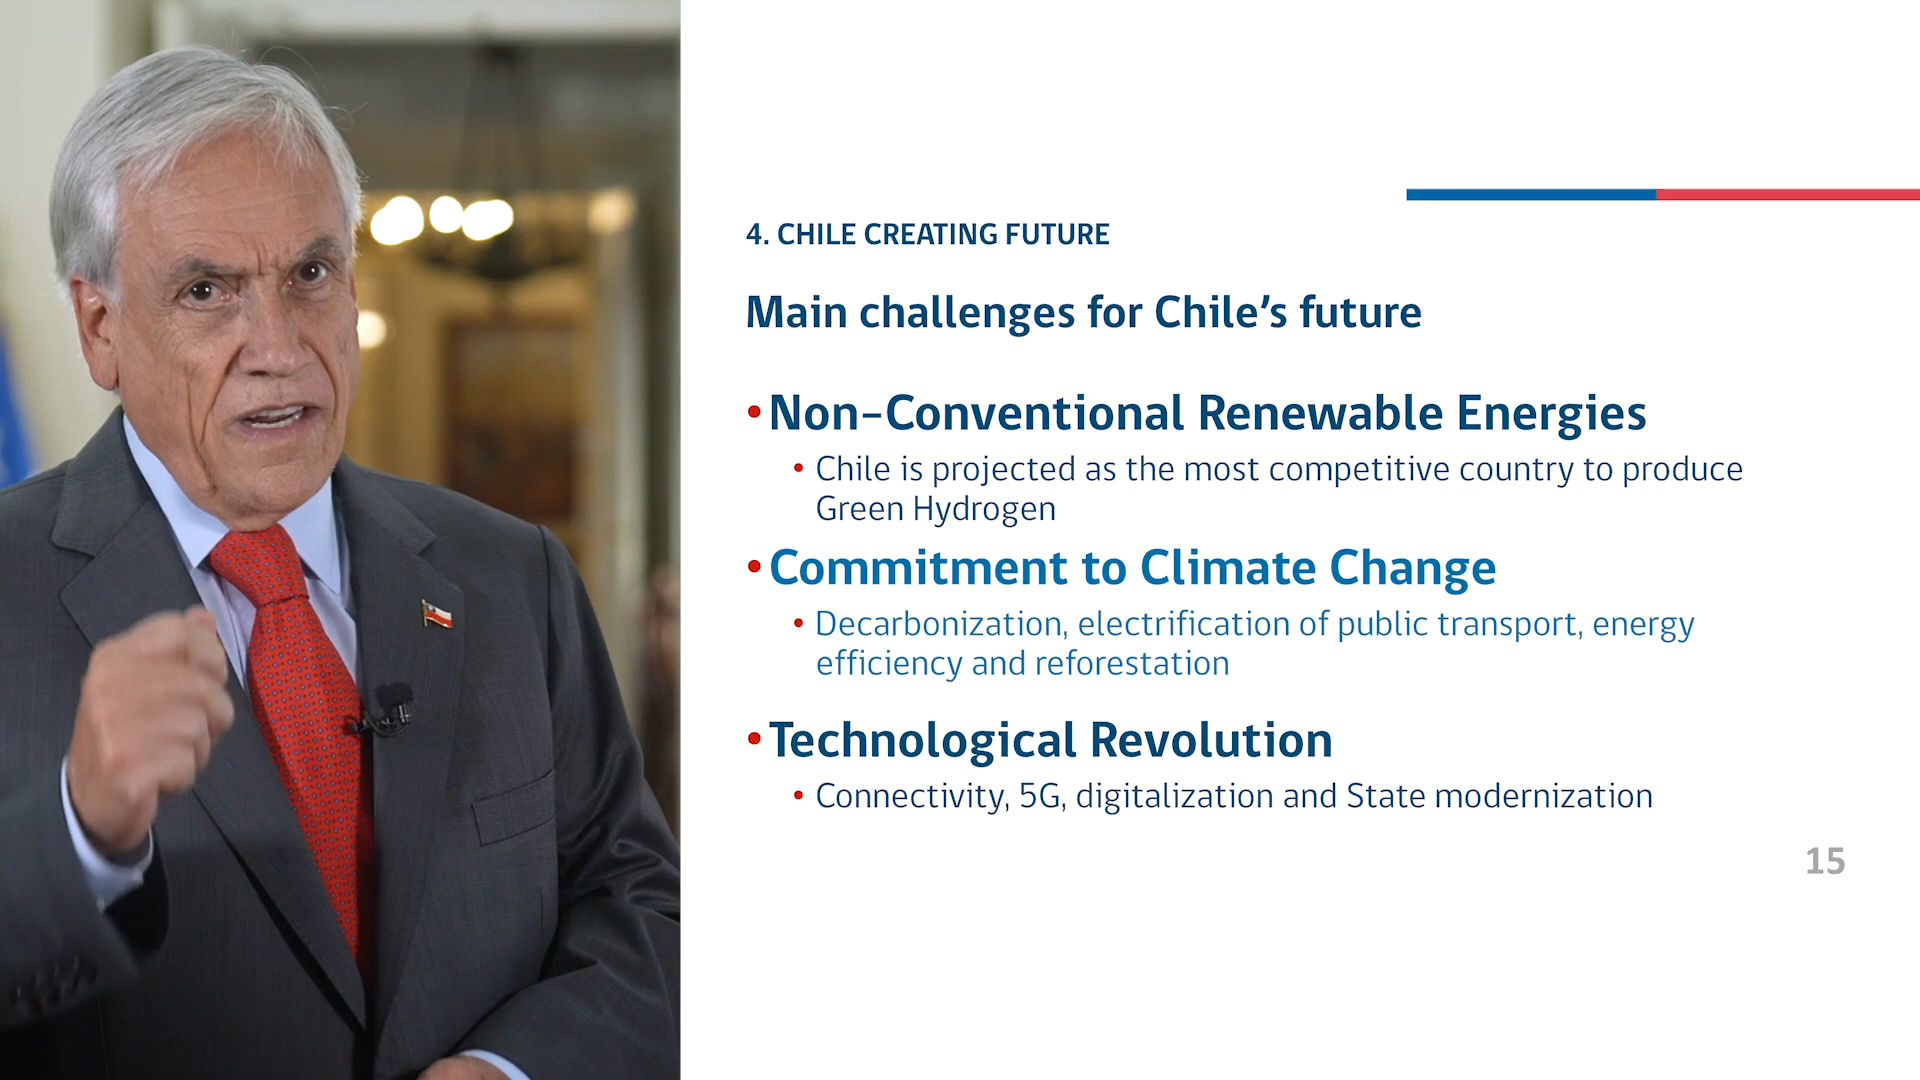 4. CHILE CREATING FUTURE
Main challenges for Chile’s future
•Non-Conventional Renewable Energies
• Chile is projected as the most competitive country to produce
Green Hydrogen
•Commitment to Climate Change
• Decarbonization, electrification of public transport, energy
efficiency and reforestation
•Technological Revolution
• Connectivity, 5G, digitalization and State modernization
15